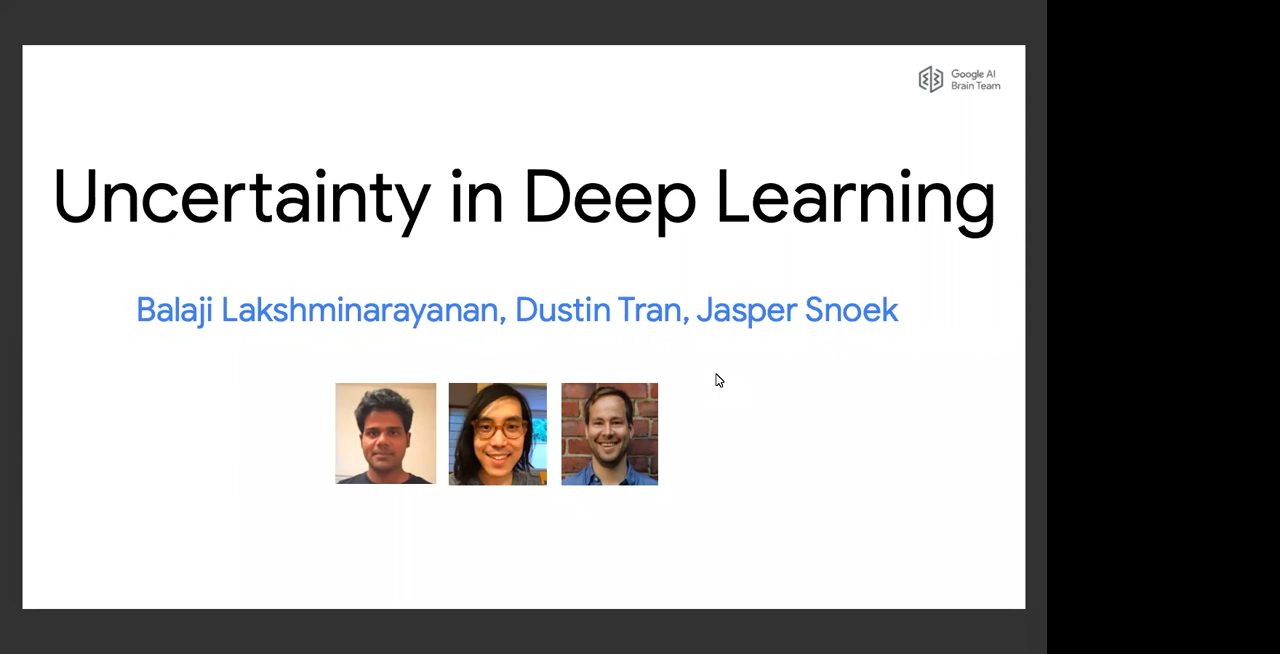 Google AI
Brain Team
Uncertainty in Deep Learning
Balaji Lakshminarayanan, Dustin Tran, Jasper Snoek